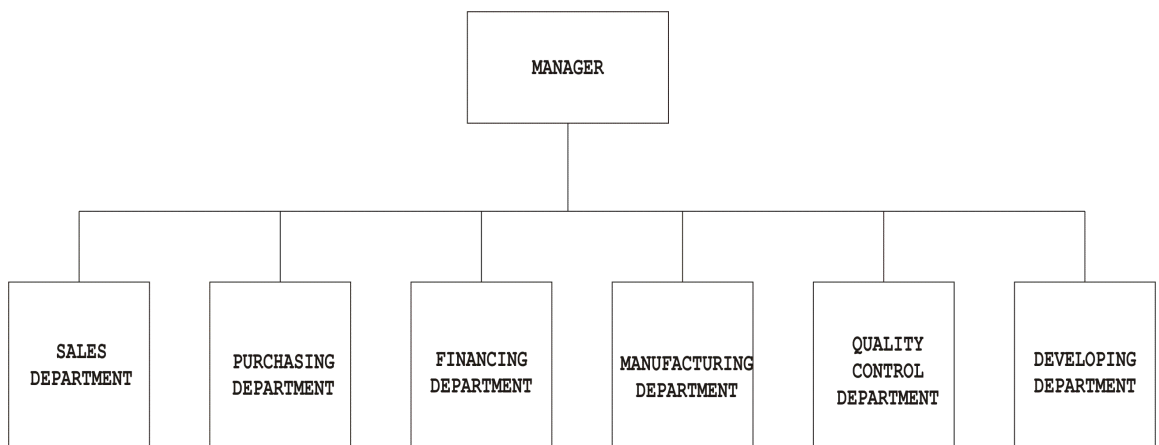 MANAGER
SALES
DEPARTMENT
PURCHASING
DEPARTMENT
FINANCING
DEPARTMENT
MANUFACTURING
DEPARTMENT
QUALITY
CONTROL
DEPARTMENT
DEVELOPING
DEPARTMENT